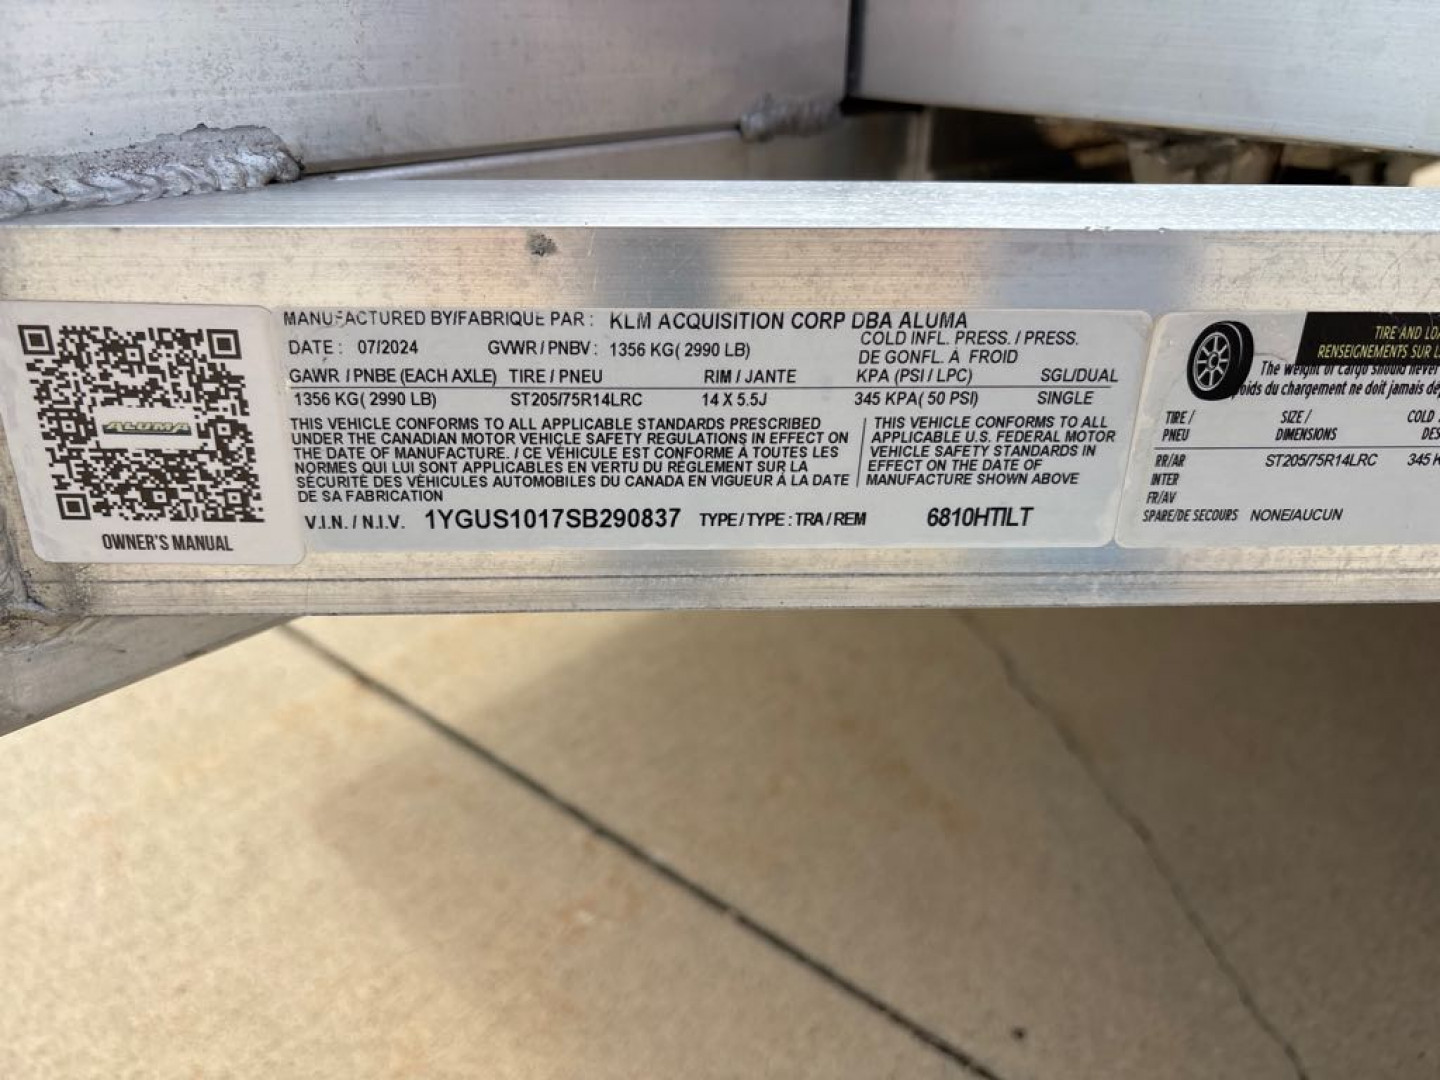 ALUMA
OWNER'S MANUAL
MANUFACTURED BY/FABRIQUE PAR : KLM ACQUISITION CORP DBA ALUMA
DATE : 07/2024 GVWR / PNBV : 1356 KG( 2990 LB) COLD INFL. PRESS. / PRESS.
DE GONFL. À FROID
GAWR / PNBE (EACH AXLE) TIRE / PNEU RIM / JANTE KPA (PSI / LPC) SGL/DUAL
1356 KG( 2990 LB) ST205/75R14LRC 14 X 5.5J 345 KPA( 50 PSI) SINGLE
THIS VEHICLE CONFORMS TO ALL APPLICABLE STANDARDS PRESCRIBED
UNDER THE CANADIAN MOTOR VEHICLE SAFETY REGULATIONS IN EFFECT ON
THE DATE OF MANUFACTURE. / CE VÉHICULE EST CONFORME À TOUTES LES
NORMES QUI LUI SONT APPLICABLES EN VERTU DU RÉGLEMENT SUR LA
SÉCURITÉ DES VÉHICULES AUTOMOBILES DU CANADA EN VIGUEUR À LA DATE
DE SA FABRICATION
THIS VEHICLE CONFORMS TO ALL
APPLICABLE U.S. FEDERAL MOTOR
VEHICLE SAFETY STANDARDS IN
EFFECT ON THE DATE OF
MANUFACTURE SHOWN ABOVE
V.I.N. / N.I.V. 1YGUS1017SB290837 TYPE / TYPE : TRA / REM 6810HTILT
TIRE AND LOA
RENSEIGNEMENTS SUR L
The weight of cargo should never
poids du chargement ne doit jamais dé
TIRE / SIZE / COLD
PNEU DIMENSIONS DES
RR/AR ST205/75R14LRC 345 K
INTER
FR/AV
SPARE/DE SECOURS NONE/AUCUN